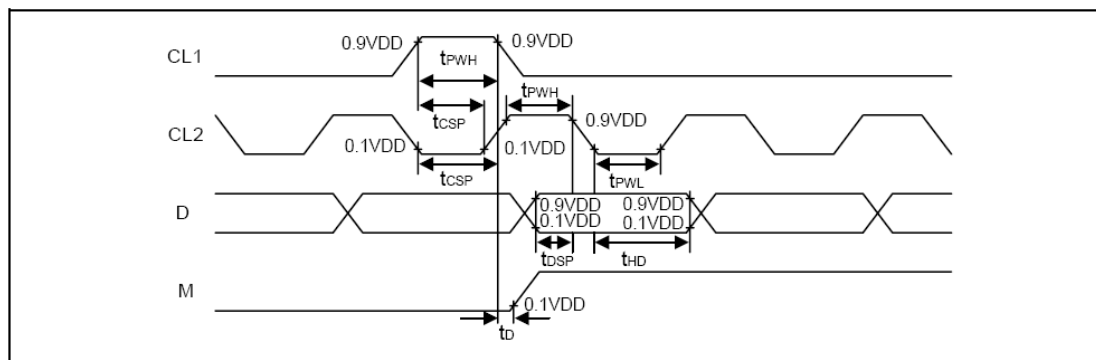 0.9VDD 0.9VDD
CL1
tPWH
tPWH
tCSP
CL2
0.9VDD
0.1VDD 0.1VDD
tCSP
tPWL
D
0.9VDD 0.9VDD
0.1VDD 0.1VDD
tDSP tHD
M
0.1VDD
tD